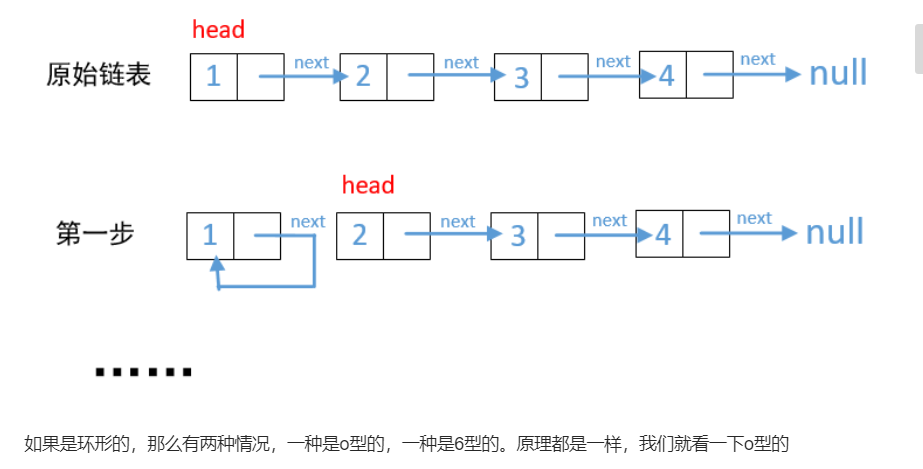 head
原始链表 1 next 2 next 3 next 4 next null
head
第一步 1 next 2 next 3 next 4 next null
······
如果是环形的，那么有两种情况，一种是o型的，一种是6型的。原理都是一样，我们就看一下o型的